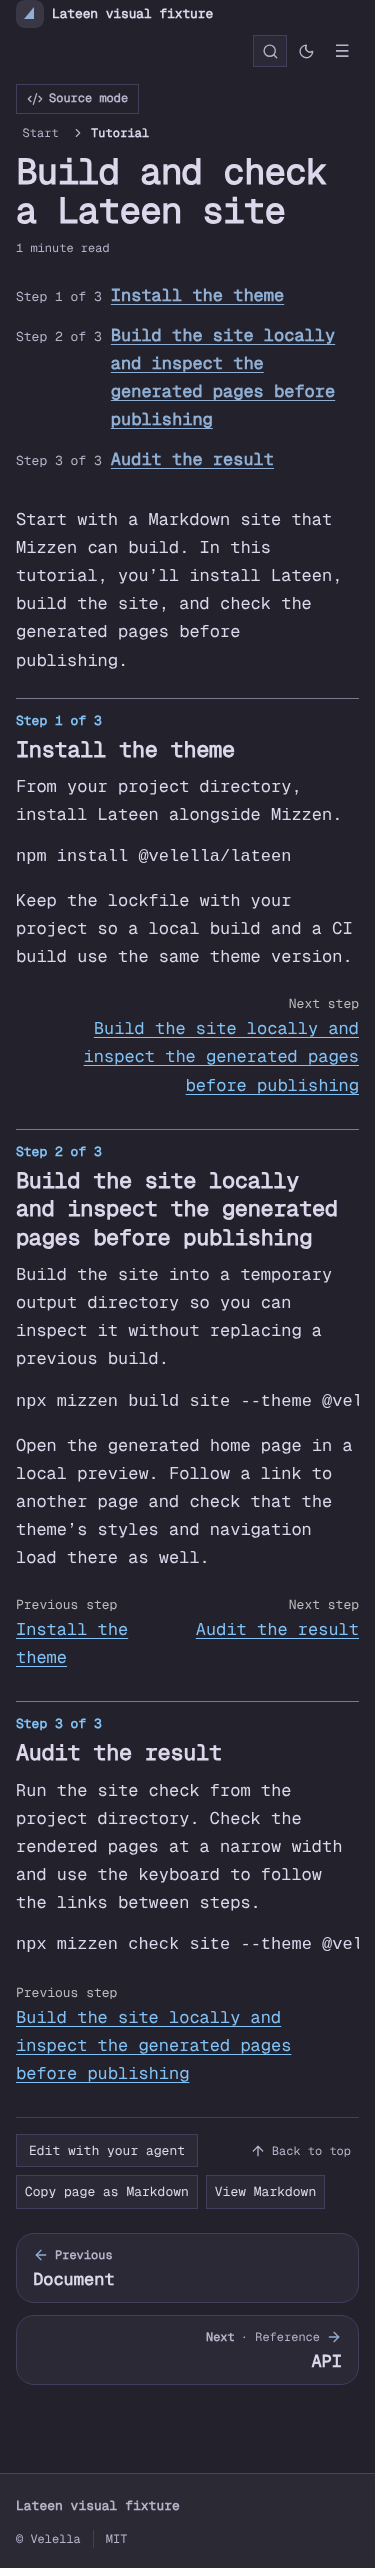 Lateen visual fixture
Source mode
Start > Tutorial
Build and check
a Lateen site
1 minute read
Step 1 of 3 Install the theme
Step 2 of 3 Build the site locally
and inspect the
generated pages before
publishing
Step 3 of 3 Audit the result
Start with a Markdown site that
Mizzen can build. In this
tutorial, you’ll install Lateen,
build the site, and check the
generated pages before
publishing.
Step 1 of 3
Install the theme
From your project directory,
install Lateen alongside Mizzen.
npm install @velella/lateen
Keep the lockfile with your
project so a local build and a CI
build use the same theme version.
Next step
Build the site locally and
inspect the generated pages
before publishing
Step 2 of 3
Build the site locally
and inspect the generated
pages before publishing
Build the site into a temporary
output directory so you can
inspect it without replacing a
previous build.
npx mizzen build site --theme @vel
Open the generated home page in a
local preview. Follow a link to
another page and check that the
theme’s styles and navigation
load there as well.
Previous step Next step
Install the Audit the result
theme
Step 3 of 3
Audit the result
Run the site check from the
project directory. Check the
rendered pages at a narrow width
and use the keyboard to follow
the links between steps.
npx mizzen check site --theme @vel
Previous step
Build the site locally and
inspect the generated pages
before publishing
Edit with your agent ↑ Back to top
Copy page as Markdown View Markdown
← Previous
Document
Next · Reference →
API
Lateen visual fixture
© Velella MIT